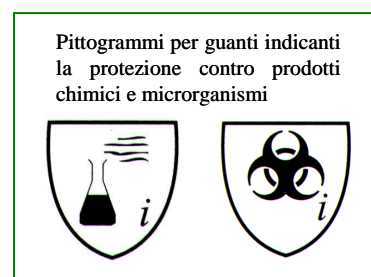 Pittogrammi per guanti indicanti
la protezione contro prodotti
chimici e microrganismi
i i